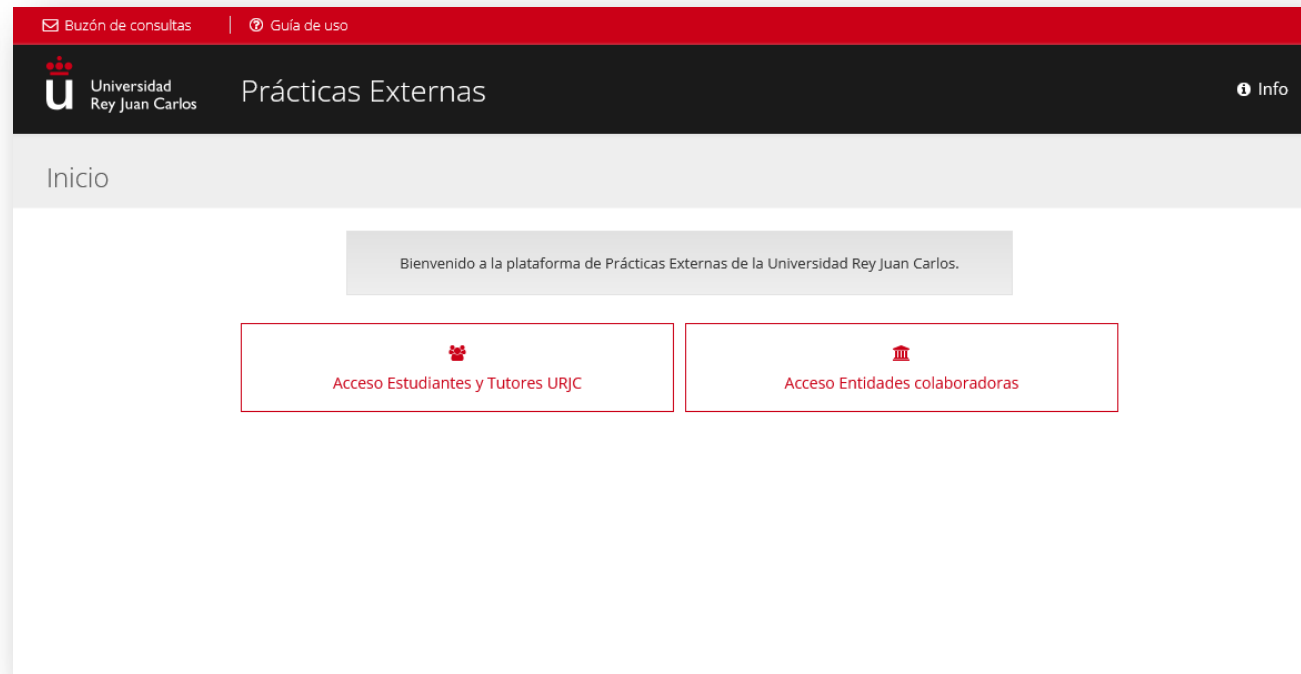 Buzón de consultas
Guía de uso
Universidad
Rey Juan Carlos
Prácticas Externas
Info
Inicio
Bienvenido a la plataforma de Prácticas Externas de la Universidad Rey Juan Carlos.
Acceso Estudiantes y Tutores URJC
Acceso Entidades colaboradoras